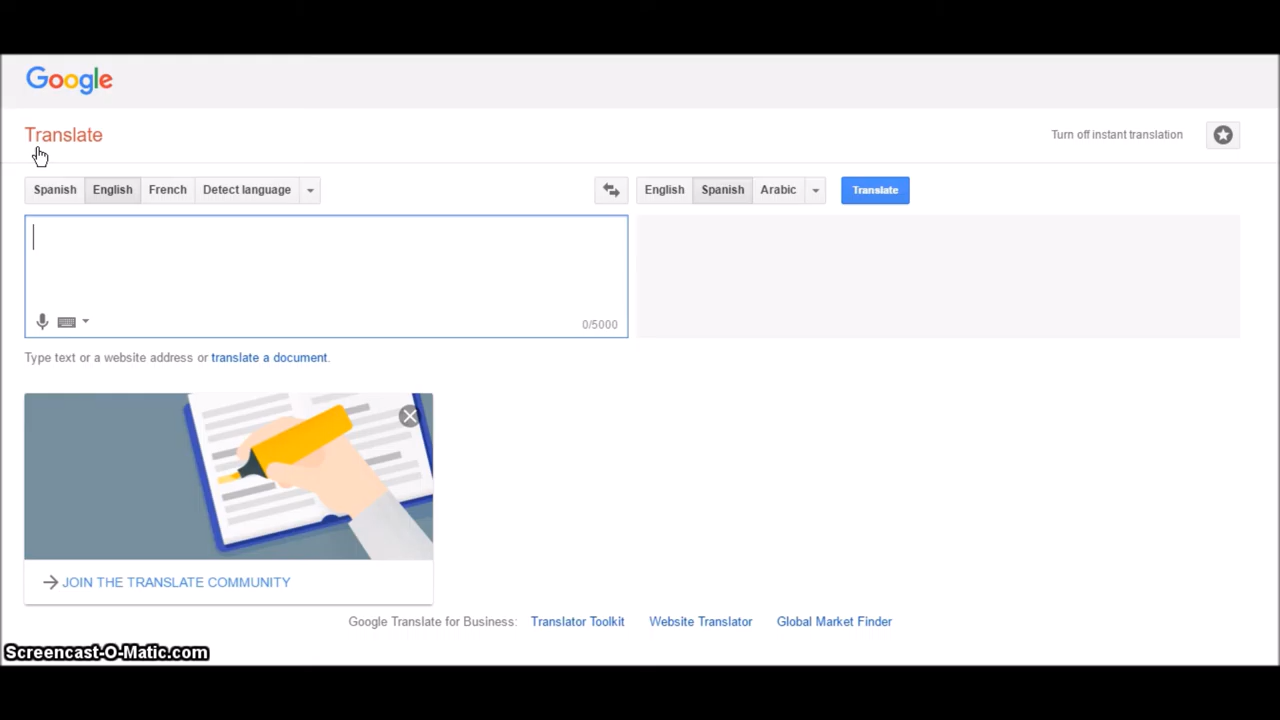 Google
Translate
Turn off instant translation
Spanish English French Detect language
English Spanish Arabic Translate
0/5000
Type text or a website address or translate a document.
JOIN THE TRANSLATE COMMUNITY
Google Translate for Business: Translator Toolkit Website Translator Global Market Finder
Screencast-O-Matic.com